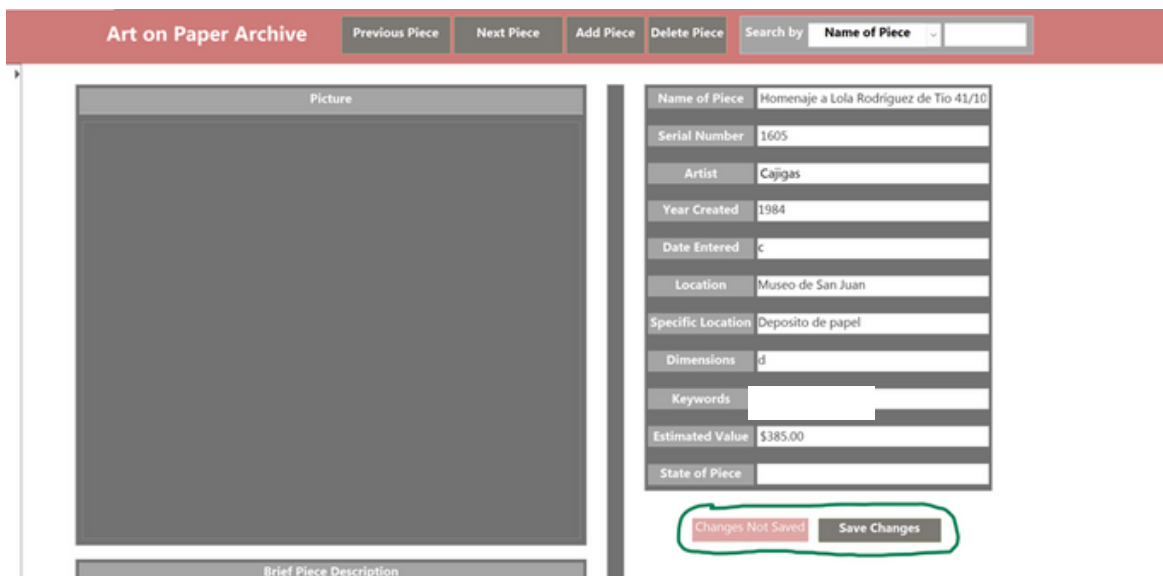 Art on Paper Archive
Previous Piece
Next Piece
Add Piece
Delete Piece
Search by
Name of Piece
Picture
Name of Piece Homenaje a Lola Rodríguez de Tío 41/10
Serial Number 1605
Artist Cajigas
Year Created 1984
Date Entered c
Location Museo de San Juan
Specific Location Deposito de papel
Dimensions d
Keywords
Estimated Value $385.00
State of Piece
Changes Not Saved
Save Changes
Brief Piece Description